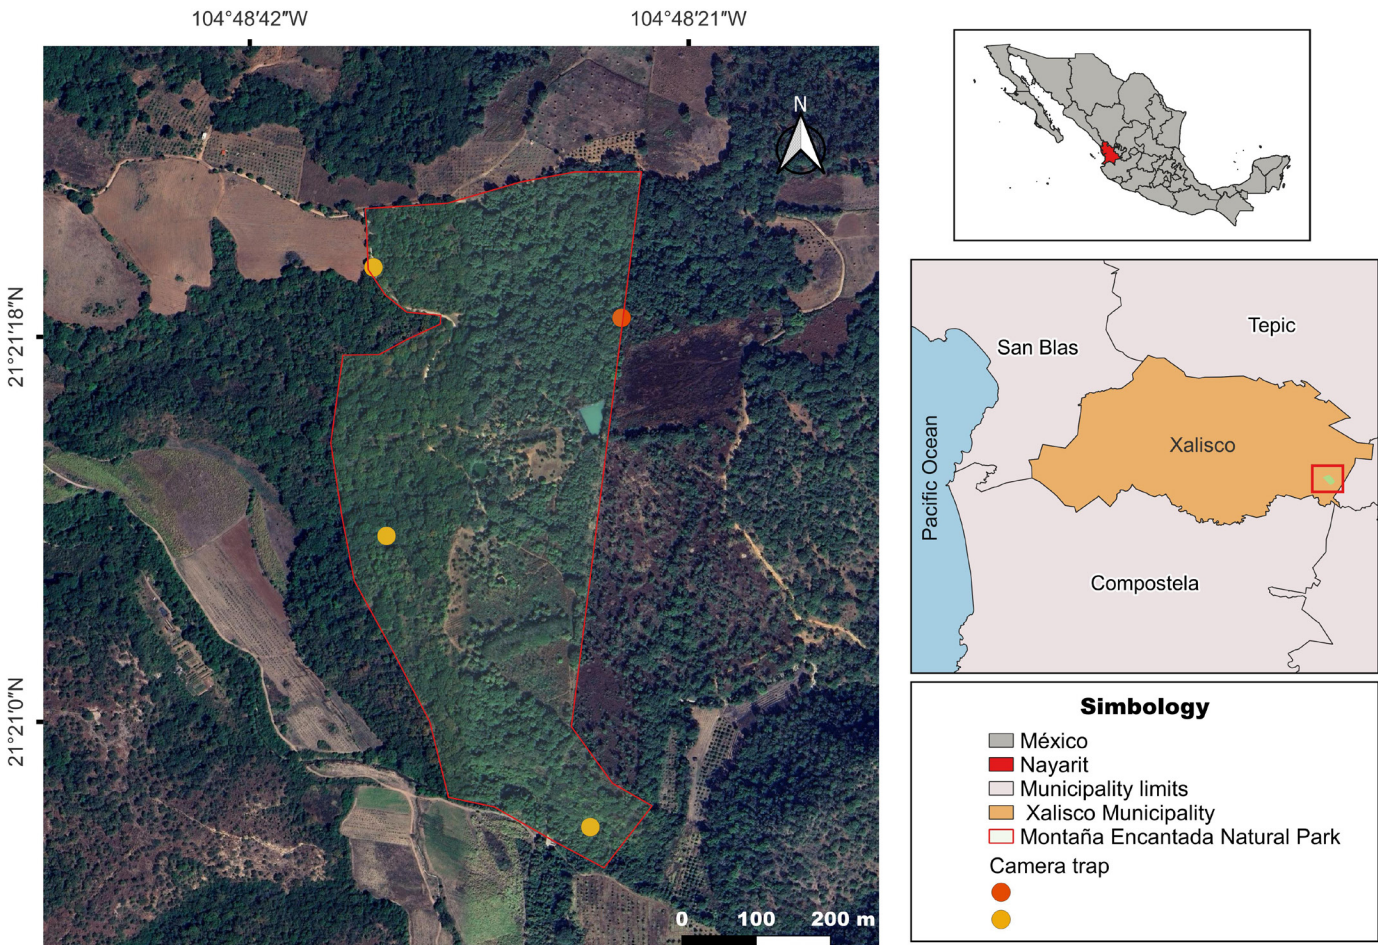 104°48′42″W
104°48′21″W
N
21°21′18″N
21°21′0″N
0 100 200 m
Tepic
San Blas
Xalisco
Pacific Ocean
Compostela
Simbology
México
Nayarit
Municipality limits
Xalisco Municipality
Montaña Encantada Natural Park
Camera trap